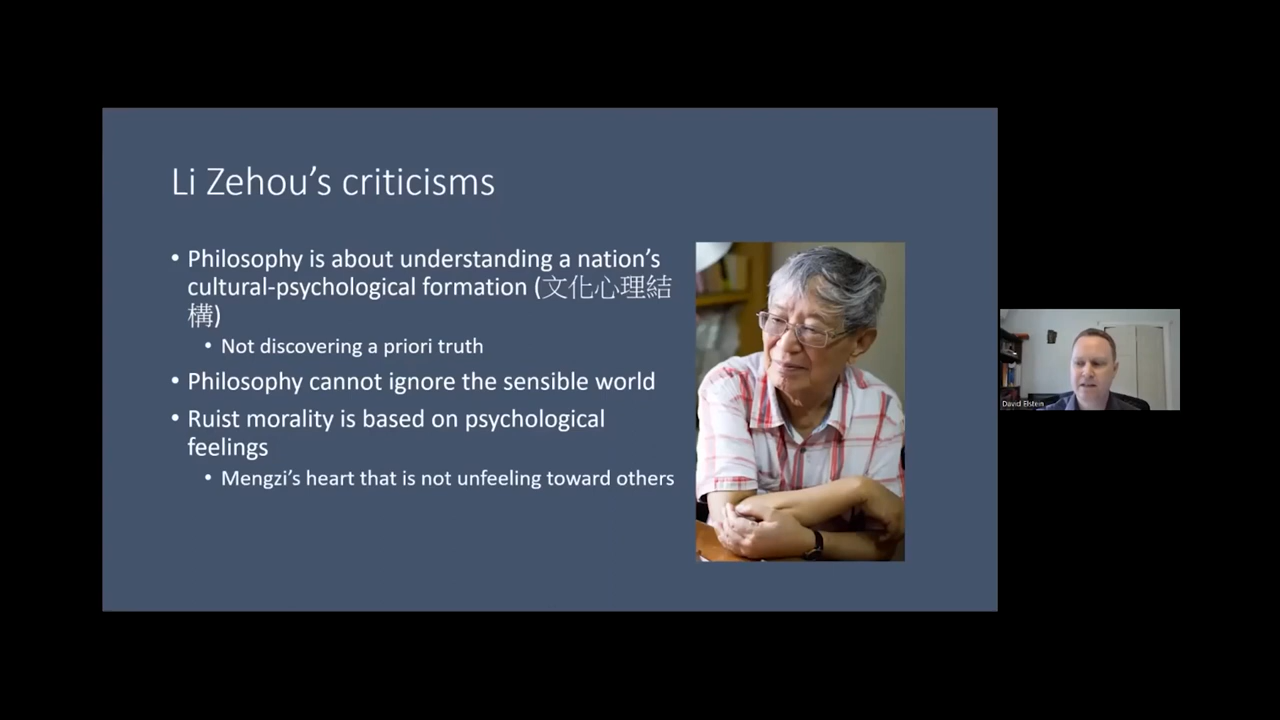 Li Zehou’s criticisms
• Philosophy is about understanding a nation’s
cultural-psychological formation (文化心理結
構)
• Not discovering a priori truth
• Philosophy cannot ignore the sensible world
• Ruist morality is based on psychological
feelings
• Mengzi’s heart that is not unfeeling toward others
David Elstein